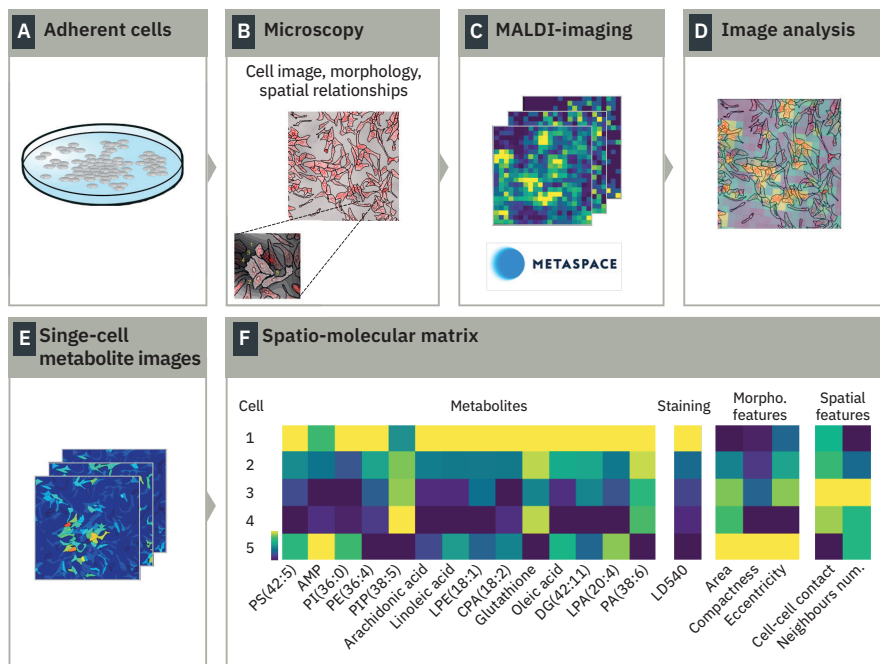 A Adherent cells
B Microscopy
Cell image, morphology,
spatial relationships
C MALDI-imaging
METASPACE
D Image analysis
E Singe-cell
metabolite images
F Spatio-molecular matrix
Cell
Metabolites
Staining
Morpho.
features
Spatial
features
1
2
3
4
5
PS(42:5)
AMP
PI(36:0)
PE(36:4)
PIP(38:5)
Arachidonic acid
Linoleic acid
LPE(18:1)
CPA(18:2)
Glutathione
Oleic acid
DG(42:11)
LPA(20:4)
PA(38:6)
LD540
Area
Compactness
Eccentricity
Cell-cell contact
Neighbours num.